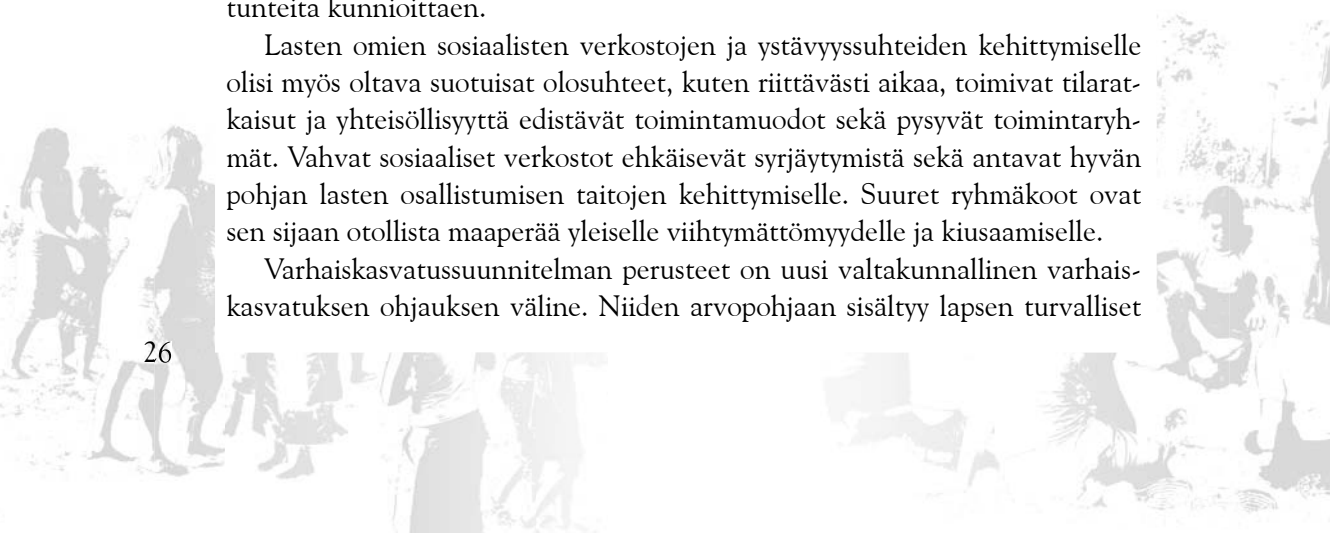 tunteita kunnioittaen.
Lasten omien sosiaalisten verkostojen ja ystävyyssuhteiden kehittymiselle
olisi myös oltava suotuisat olosuhteet, kuten riittävästi aikaa, toimivat tilarat-
kaisut ja yhteisöllisyyttä edistävät toimintamuodot sekä pysyvät toimintaryh-
mät. Vahvat sosiaaliset verkostot ehkäisevät syrjäytymistä sekä antavat hyvän
pohjan lasten osallistumisen taitojen kehittymiselle. Suuret ryhmäkoot ovat
sen sijaan otollista maaperää yleiselle viihtymättömyydelle ja kiusaamiselle.
Varhaiskasvatussuunnitelman perusteet on uusi valtakunnallinen varhais-
kasvatuksen ohjauksen väline. Niiden arvopohjaan sisältyy lapsen turvalliset
26